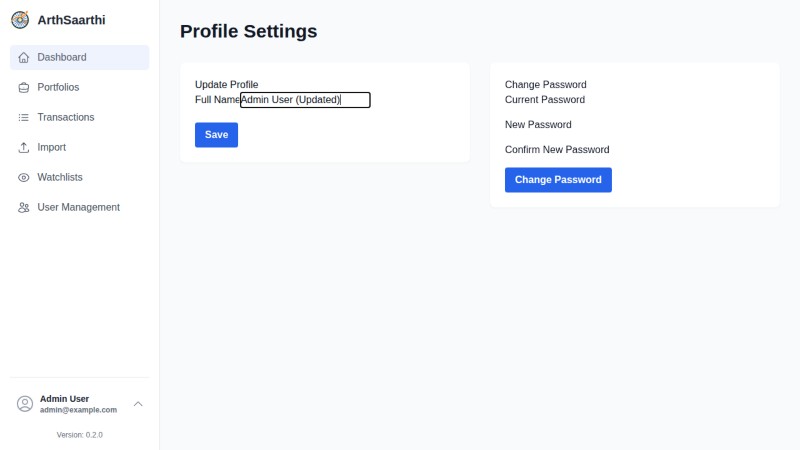 ArthSaarthi
Dashboard
Portfolios
Transactions
Import
Watchlists
User Management
Admin User
admin@example.com
Version: 0.2.0
Profile Settings
Update Profile
Full Name Admin User (Updated)
Save
Change Password
Current Password
New Password
Confirm New Password
Change Password